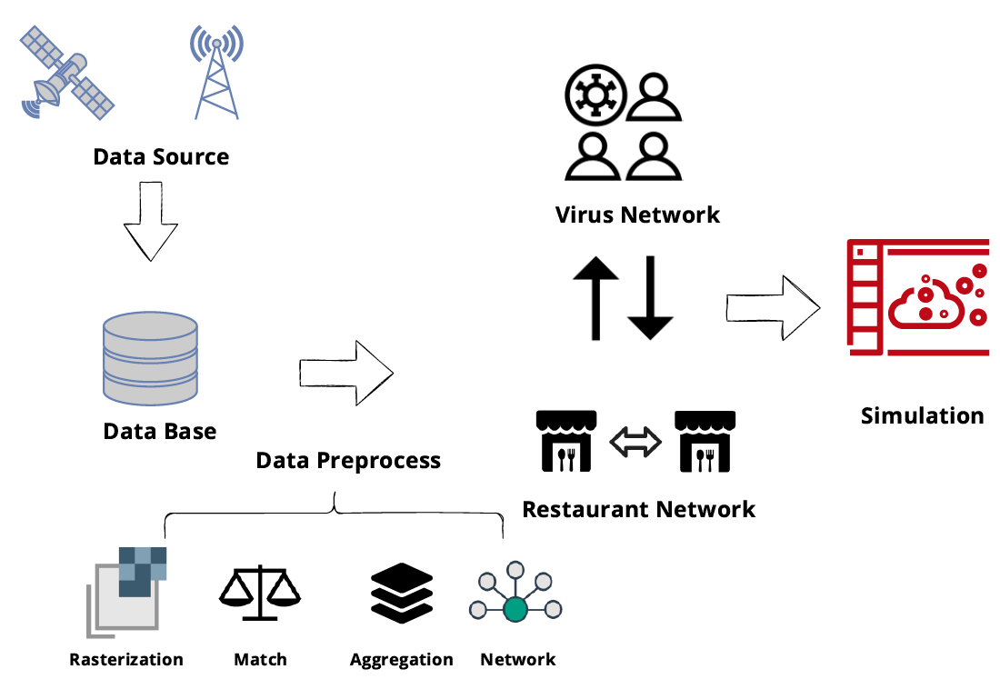 Data Source
Virus Network
Data Base
Simulation
Data Preprocess
Restaurant Network
Rasterization
Match
Aggregation
Network